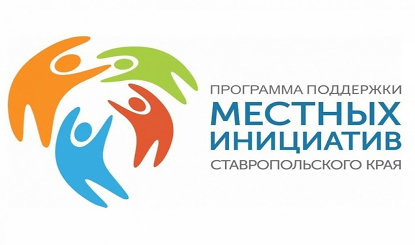 ПРОГРАММА ПОДДЕРЖКИ
МЕСТНЫХ
ИНИЦИАТИВ
СТАВРОПОЛЬСКОГО КРАЯ